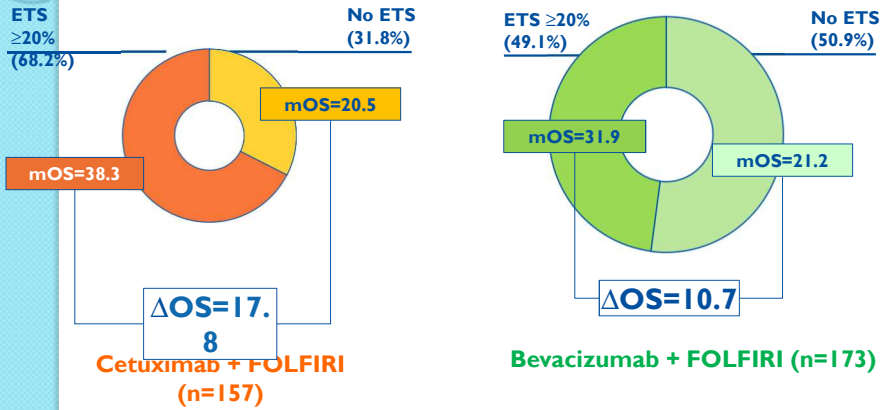 ETS
≥20%
(68.2%)
No ETS
(31.8%)
mOS=20.5
mOS=38.3
∆OS=17.
8
Cetuximab + FOLFIRI
(n=157)
ETS ≥20%
(49.1%)
No ETS
(50.9%)
mOS=31.9
mOS=21.2
∆OS=10.7
Bevacizumab + FOLFIRI (n=173)